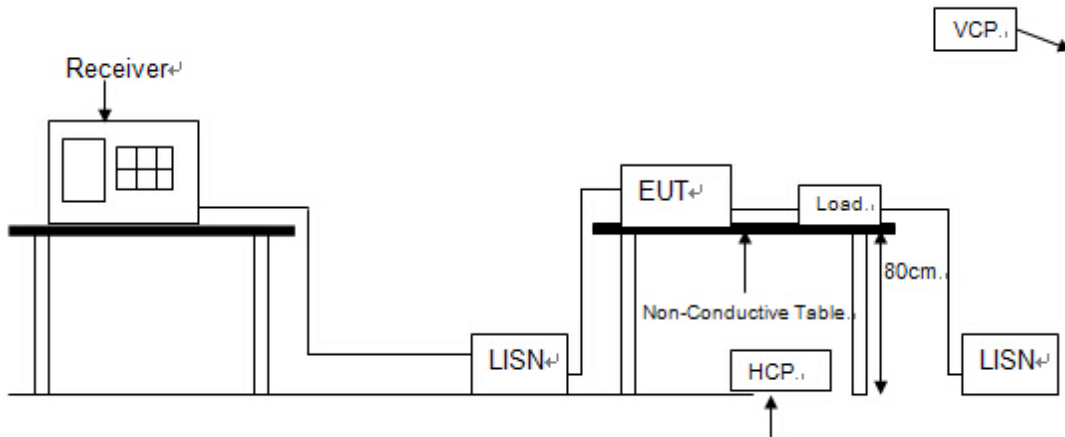 VCP.
Receiver↵
EUT↵
Load.
80cm.
Non-Conductive Table.
LISN↵
HCP.
LISN↵